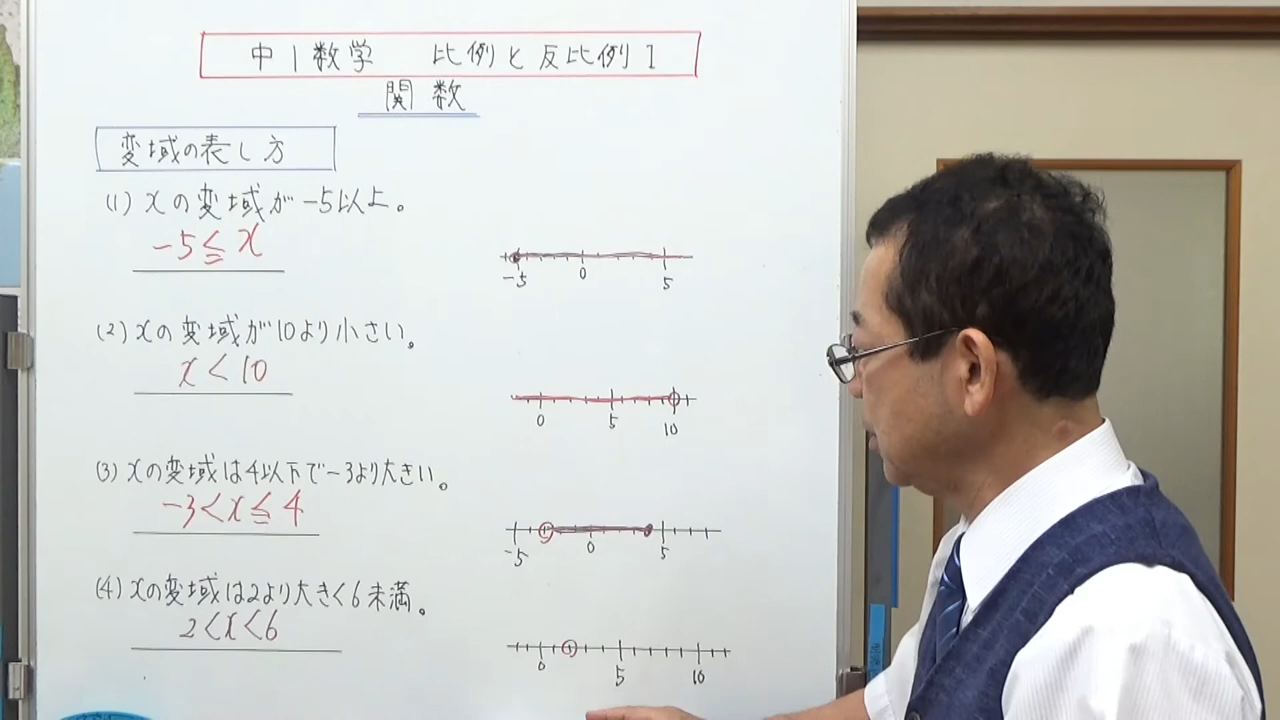 中1数学 比例と反比例I
関数
変域の表し方
(1) xの変域が-5以上。
-5≦x
-5 0 5
(2) xの変域が10より小さい。
x<10
0 5 10
(3) xの変域は4以下で-3より大きい。
-3<x≦4
-5 0 5
(4) xの変域は2より大きく6未満。
2<x<6
0 5 10